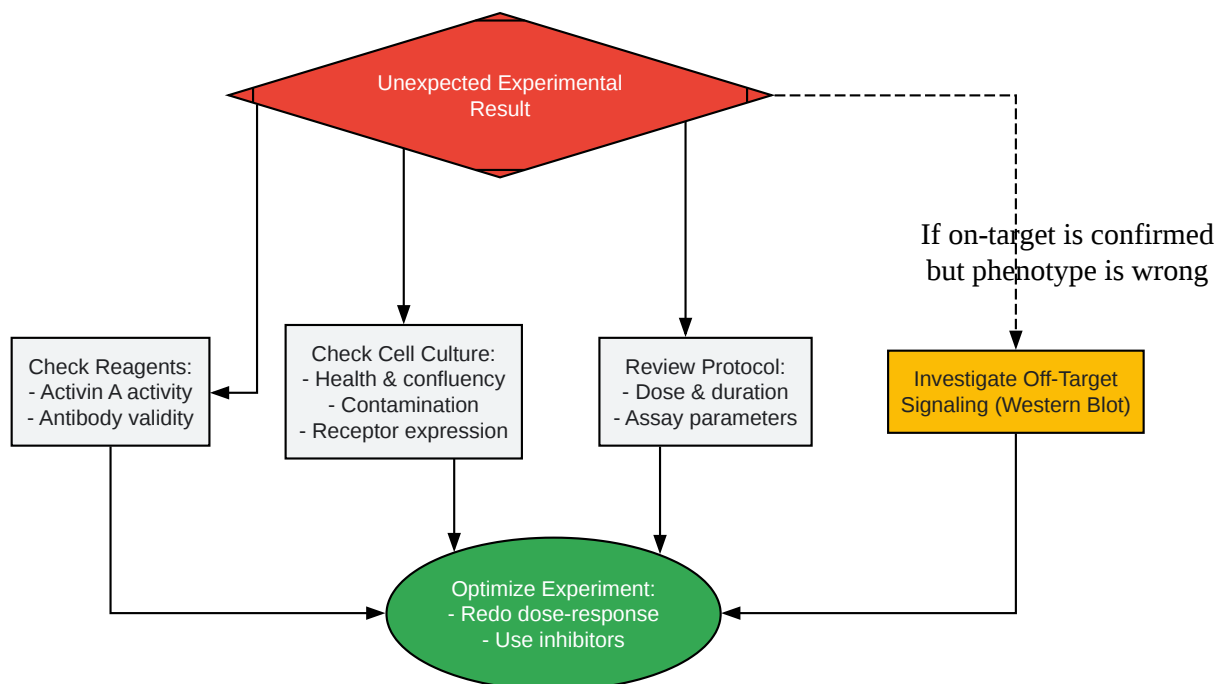 Unexpected Experimental
Result
If on-target is confirmed
but phenotype is wrong
Check Reagents:
- Activin A activity
- Antibody validity
Check Cell Culture:
- Health & confluency
- Contamination
- Receptor expression
Review Protocol:
- Dose & duration
- Assay parameters
Investigate Off-Target
Signaling (Western Blot)
Optimize Experiment:
- Redo dose-response
- Use inhibitors